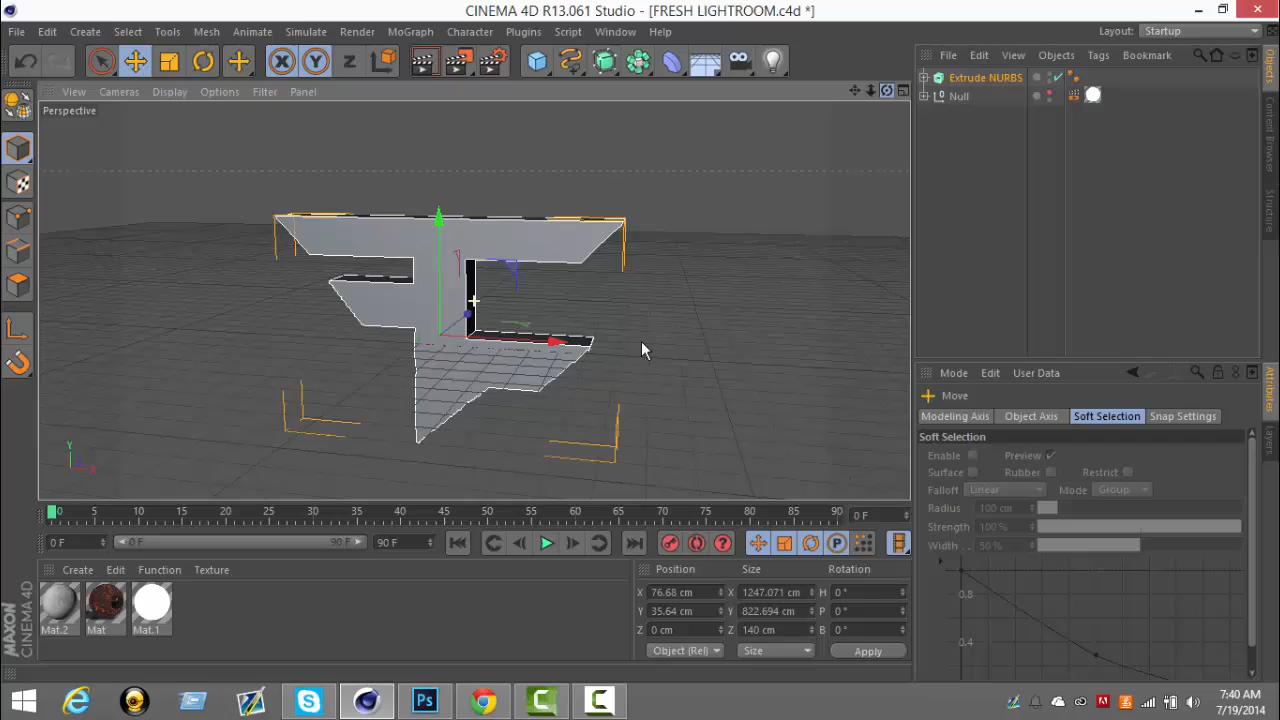 CINEMA 4D R13.061 Studio - [FRESH LIGHTROOM.c4d *]
File Edit Create Select Tools Mesh Animate Simulate Render MoGraph Character Plugins Script Window Help Layout: Startup
X Y Z
File Edit View Objects Tags Bookmark
View Cameras Display Options Filter Panel
Extrude NURBS
Null
Perspective
Objects
Content Browser
Structure
Mode Edit User Data
Move
Modeling Axis Object Axis Soft Selection Snap Settings
Soft Selection
Enable Preview
Surface Rubber Restrict
Falloff Linear Mode Group
Radius 100 cm
Strength 100 %
Width . . 50 %
0.8
0.4
Attributes
Layers
Y
X
0 5 10 15 20 25 30 35 40 45 50 55 60 65 70 75 80 85 90 0 F
0 F 0 F 90 F 90 F P
Create Edit Function Texture
Position Size Rotation
X 76.68 cm X 1247.071 cm H 0 °
Y 35.64 cm Y 822.694 cm P 0 °
Z 0 cm Z 140 cm B 0 °
Object (Rel) Size Apply
Mat.2 Mat Mat.1
MAXON CINEMA 4D
Ps
7:40 AM
7/19/2014